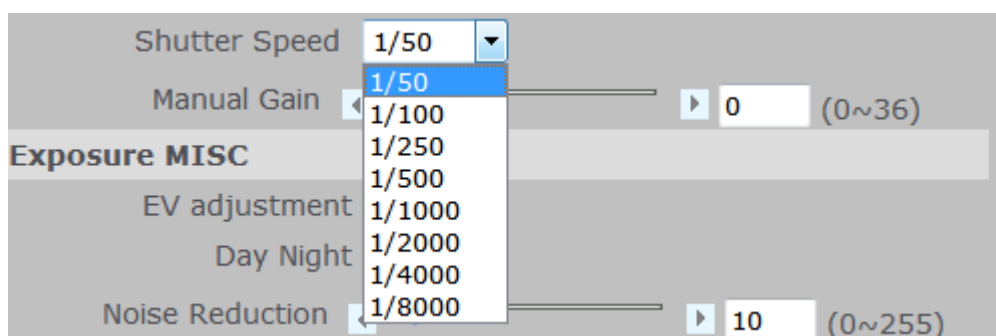 Shutter Speed 1/50
1/50
Manual Gain 0 (0~36)
1/100
Exposure MISC
1/250
1/500
EV adjustment
1/1000
Day Night
1/2000
1/4000
Noise Reduction 10 (0~255)
1/8000